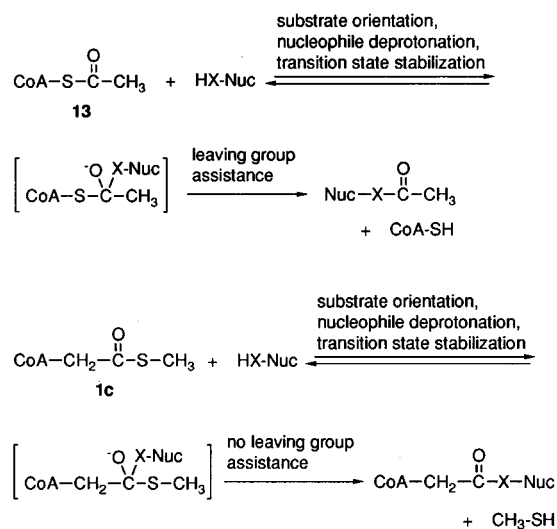 substrate orientation,
nucleophile deprotonation,
transition state stabilization
O
CoA–S–C–CH₃ + HX-Nuc
13
⁻O X-Nuc
CoA–S–C–CH₃
leaving group
assistance
O
Nuc–X–C–CH₃
+ CoA-SH
substrate orientation,
nucleophile deprotonation,
transition state stabilization
O
CoA–CH₂–C–S–CH₃ + HX-Nuc
1c
⁻O X-Nuc
CoA–CH₂–C–S–CH₃
no leaving group
assistance
O
CoA–CH₂–C–X–Nuc
+ CH₃-SH